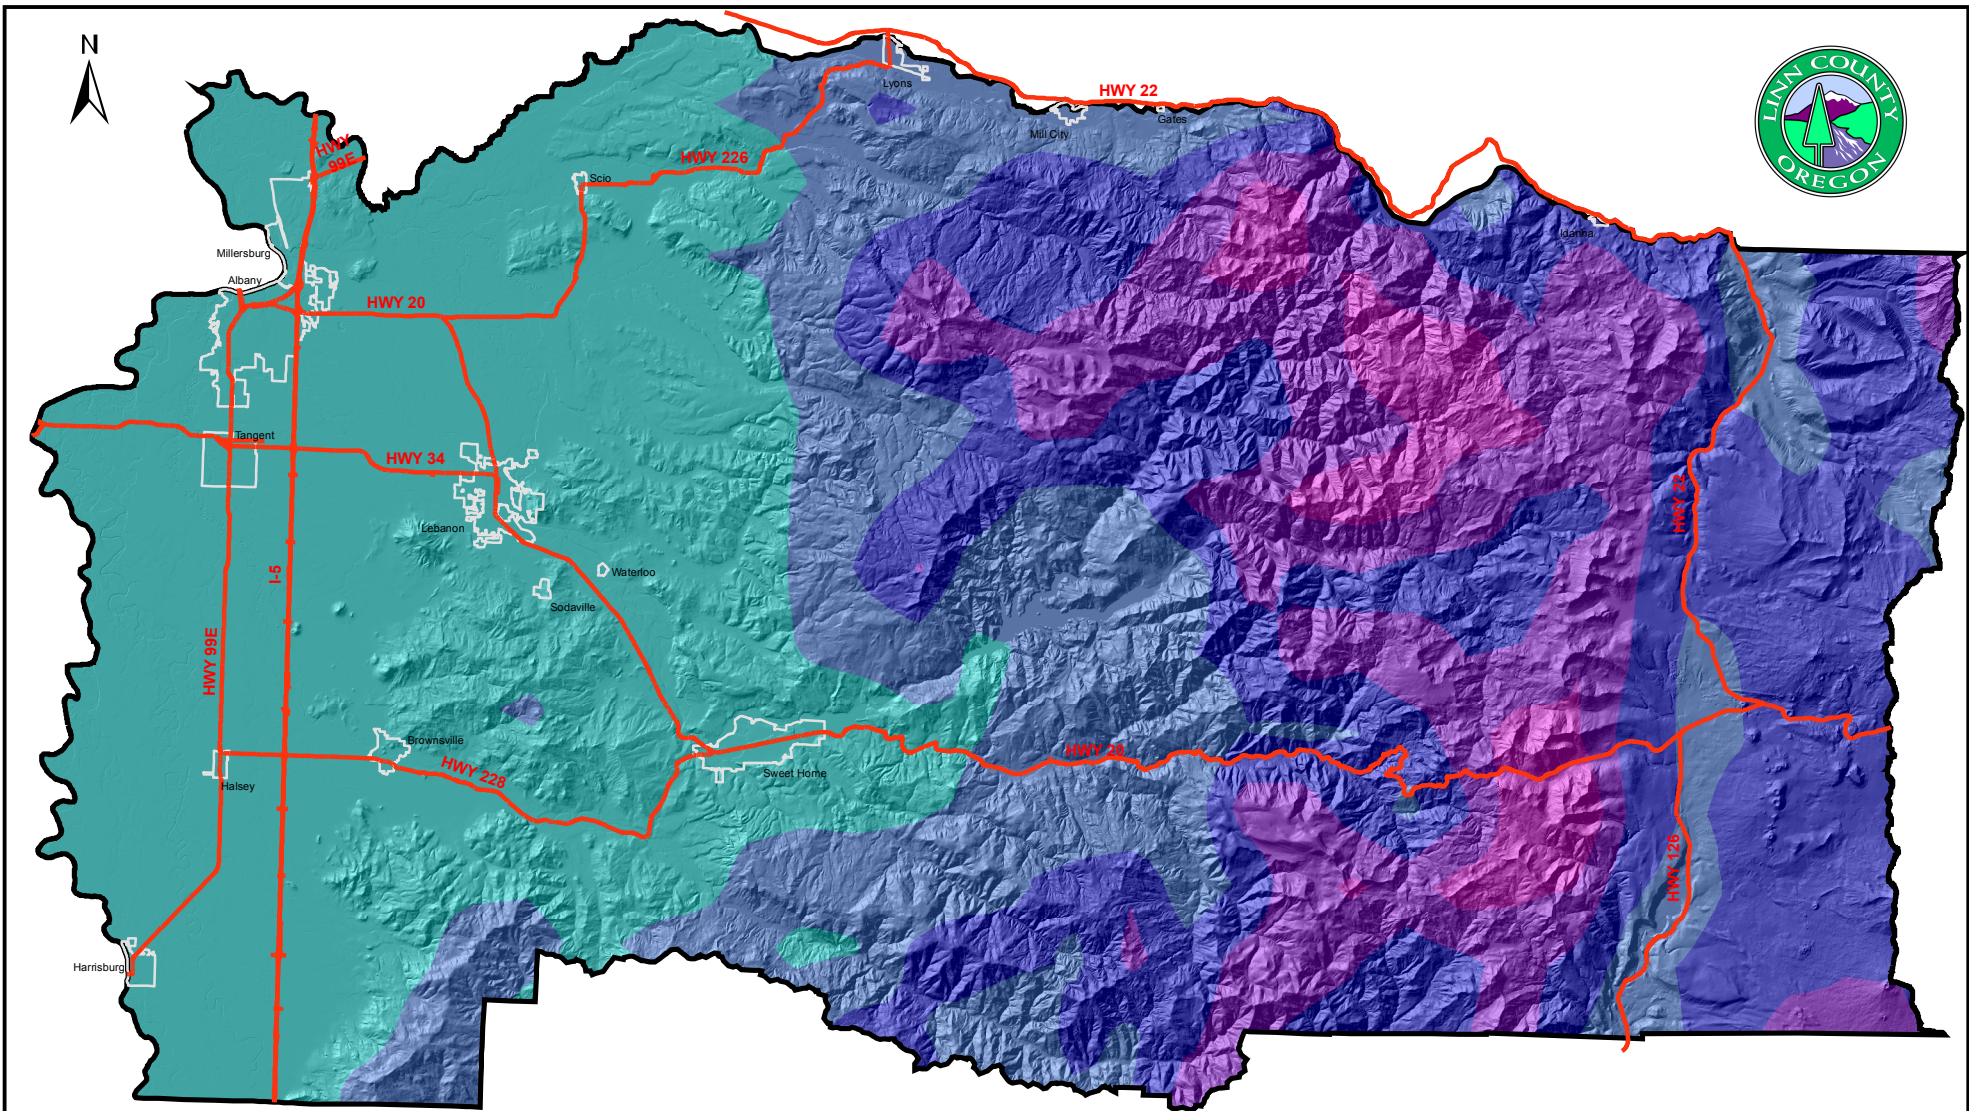 N
LINN COUNTY
OREGON
Lyons
HWY 22
Mill City
Gates
HWY
99E
HWY 226
Scio
Idanha
Millersburg
Albany
HWY 20
Tangent
HWY 34
Lebanon
HWY 22
I-5
Waterloo
Sodaville
HWY 99E
Brownsville
HWY 228
Sweet Home
HWY 20
Halsey
HWY 126
Harrisburg